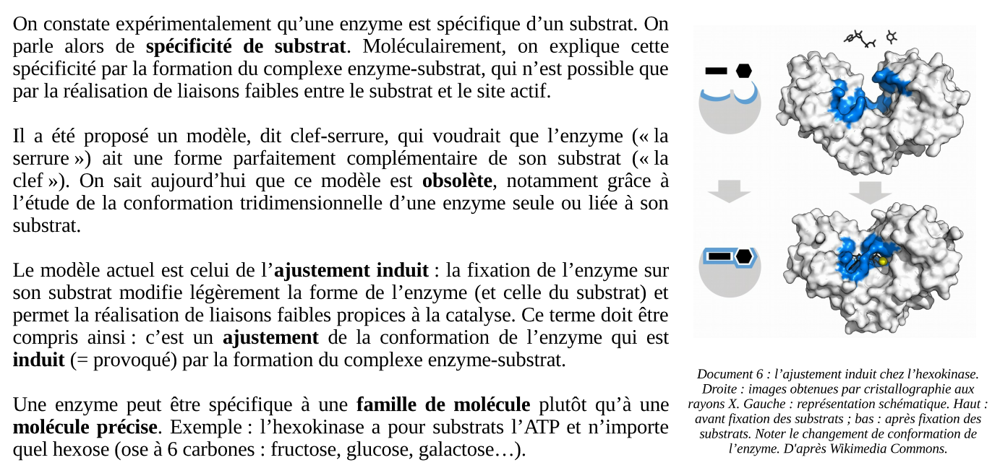 On constate expérimentalement qu’une enzyme est spécifique d’un substrat. On
parle alors de spécificité de substrat. Moléculairement, on explique cette
spécificité par la formation du complexe enzyme-substrat, qui n’est possible que
par la réalisation de liaisons faibles entre le substrat et le site actif.
Il a été proposé un modèle, dit clef-serrure, qui voudrait que l’enzyme (« la
serrure ») ait une forme parfaitement complémentaire de son substrat (« la
clef »). On sait aujourd’hui que ce modèle est obsolète, notamment grâce à
l’étude de la conformation tridimensionnelle d’une enzyme seule ou liée à son
substrat.
Le modèle actuel est celui de l’ajustement induit : la fixation de l’enzyme sur
son substrat modifie légèrement la forme de l’enzyme (et celle du substrat) et
permet la réalisation de liaisons faibles propices à la catalyse. Ce terme doit être
compris ainsi : c’est un ajustement de la conformation de l’enzyme qui est
induit (= provoqué) par la formation du complexe enzyme-substrat.
Une enzyme peut être spécifique à une famille de molécule plutôt qu’à une
molécule précise. Exemple : l’hexokinase a pour substrats l’ATP et n’importe
quel hexose (ose à 6 carbones : fructose, glucose, galactose…).
Document 6 : l’ajustement induit chez l’hexokinase.
Droite : images obtenues par cristallographie aux
rayons X. Gauche : représentation schématique. Haut :
avant fixation des substrats ; bas : après fixation des
substrats. Noter le changement de conformation de
l’enzyme. D'après Wikimedia Commons.